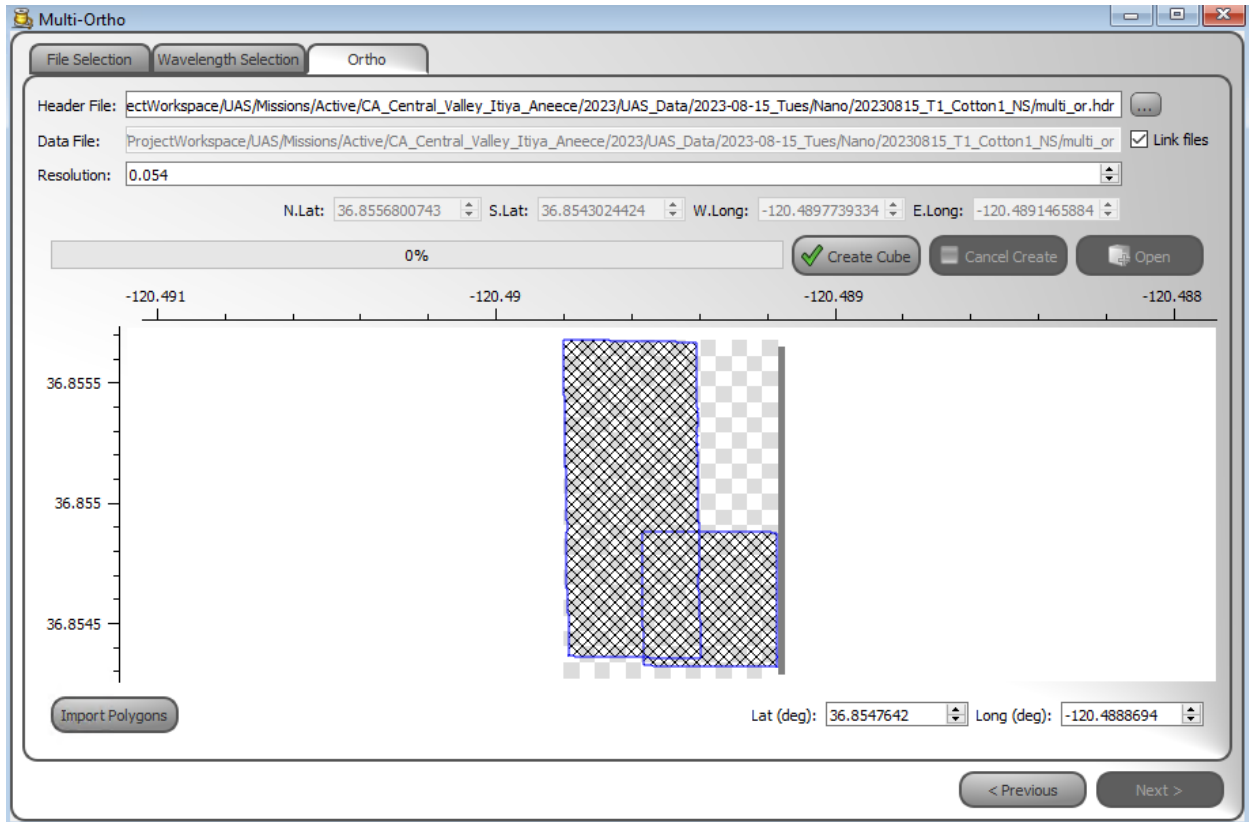 Multi-Ortho
File Selection Wavelength Selection Ortho
Header File: ectWorkspace/UAS/Missions/Active/CA_Central_Valley_Itiya_Aneece/2023/UAS_Data/2023-08-15_Tues/Nano/20230815_T1_Cotton1_NS/multi_or.hdr ...
Data File: ProjectWorkspace/UAS/Missions/Active/CA_Central_Valley_Itiya_Aneece/2023/UAS_Data/2023-08-15_Tues/Nano/20230815_T1_Cotton1_NS/multi_or Link files
Resolution: 0.054
N.Lat: 36.8556800743 S.Lat: 36.8543024424 W.Long: -120.4897739334 E.Long: -120.4891465884
0% Create Cube Cancel Create Open
-120.491 -120.49 -120.489 -120.488
36.8555
36.855
36.8545
Import Polygons Lat (deg): 36.8547642 Long (deg): -120.4888694
< Previous Next >